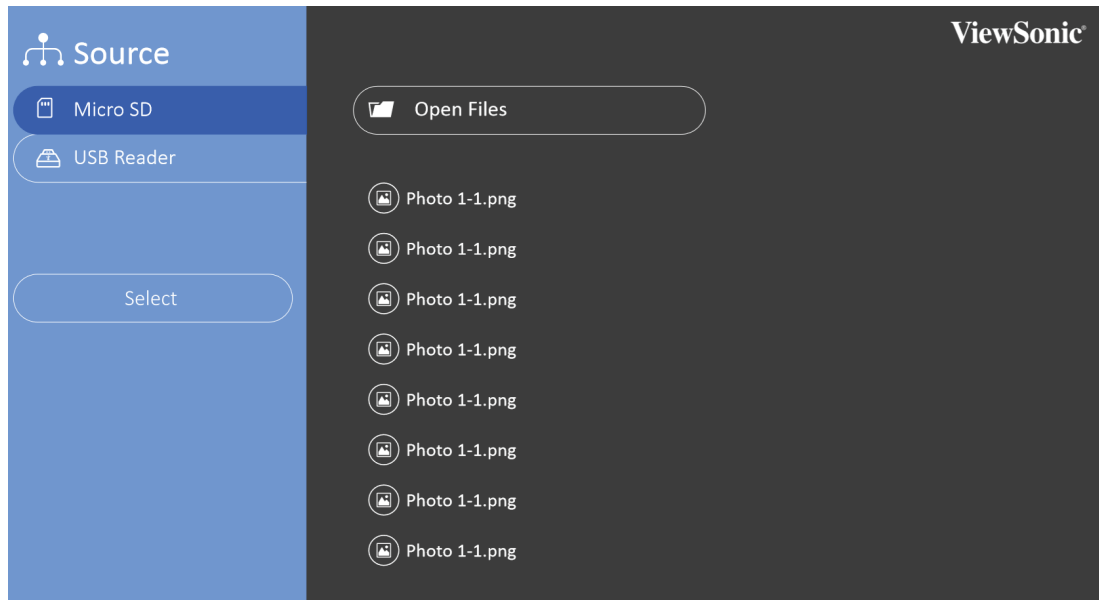 Source
Micro SD
USB Reader
Select
ViewSonic®
Open Files
Photo 1-1.png
Photo 1-1.png
Photo 1-1.png
Photo 1-1.png
Photo 1-1.png
Photo 1-1.png
Photo 1-1.png
Photo 1-1.png